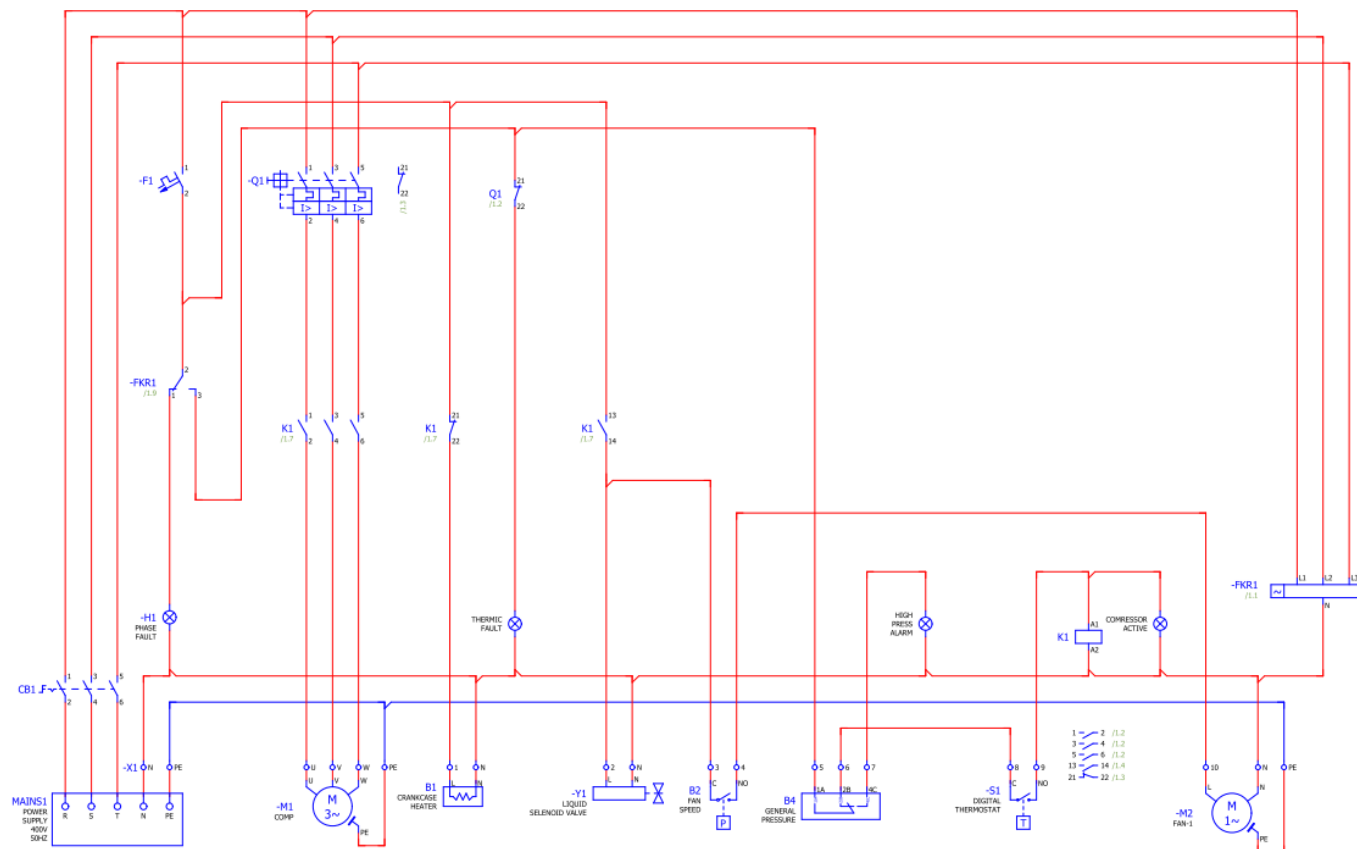 1
-F1
2
-Q1
1
3
5
I>
I>
I>
2
4
6
21
22
/1.3
Q1
/1.2
21
22
-FKR1
/1.9
2
1
3
K1
/1.7
1
3
5
2
4
6
K1
/1.7
21
22
K1
/1.7
13
14
-FKR1
/1.1
L1
L2
L3
~
N
-H1
PHASE
FAULT
THERMIC
FAULT
HIGH
PRESS
ALARM
K1
A1
A2
COMRESSOR
ACTIVE
CB1
1
3
5
2
4
6
1
2
/1.2
3
4
/1.2
5
6
/1.2
13
14
/1.4
21
22
/1.3
-X1
N
PE
U
V
W
PE
1
N
2
N
3
4
5
6
7
8
9
10
N
PE
MAINS1
POWER
SUPPLY
400V
50HZ
R
S
T
N
PE
-M1
COMP
U
V
W
M
3~
PE
B1
CRANKCASE
HEATER
L
N
-Y1
LIQUID
SELENOID VALVE
L
N
B2
FAN
SPEED
C
NO
P
B4
GENERAL
PRESSURE
1A
2B
4C
-S1
DIGITAL
THERMOSTAT
C
NO
T
-M2
FAN-1
L
N
M
1~
PE